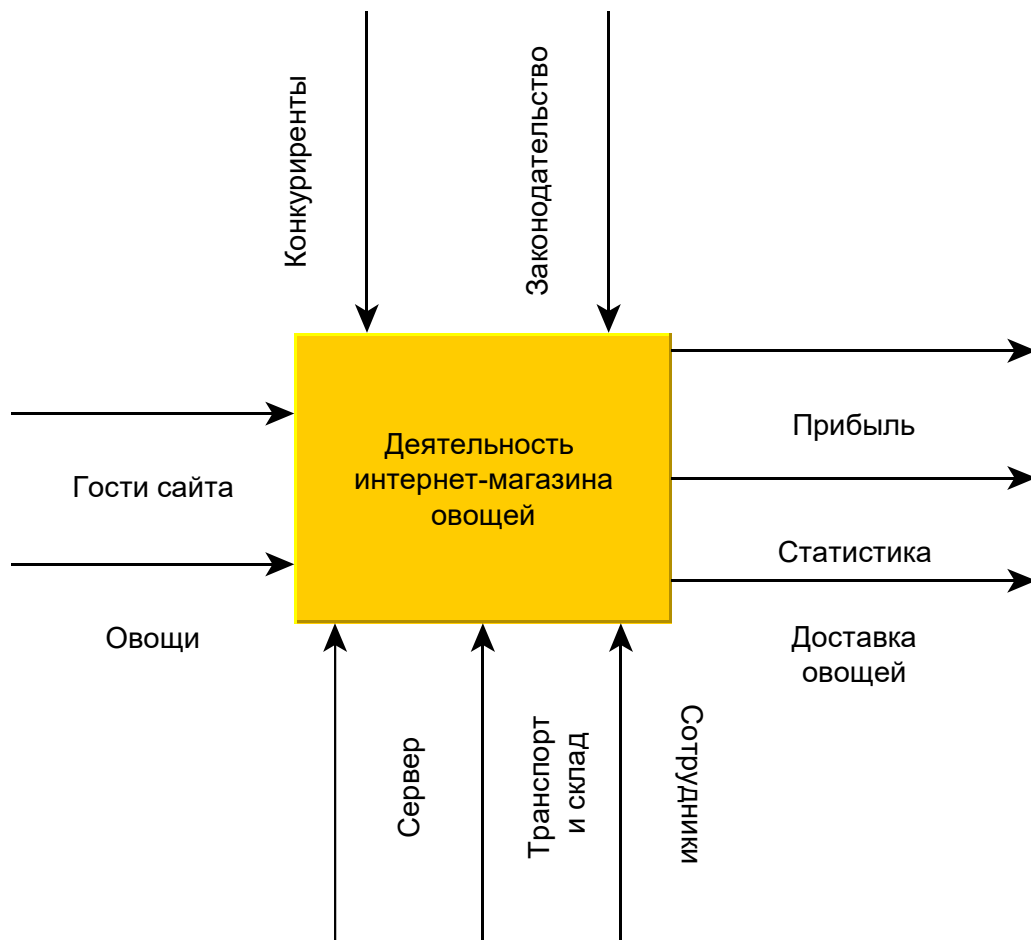 Конкуриренты
Законодательство
Гости сайта
Овощи
Деятельность
интернет-магазина
овощей
Прибыль
Статистика
Доставка
овощей
Сервер
Транспорт
и склад
Сотрудники